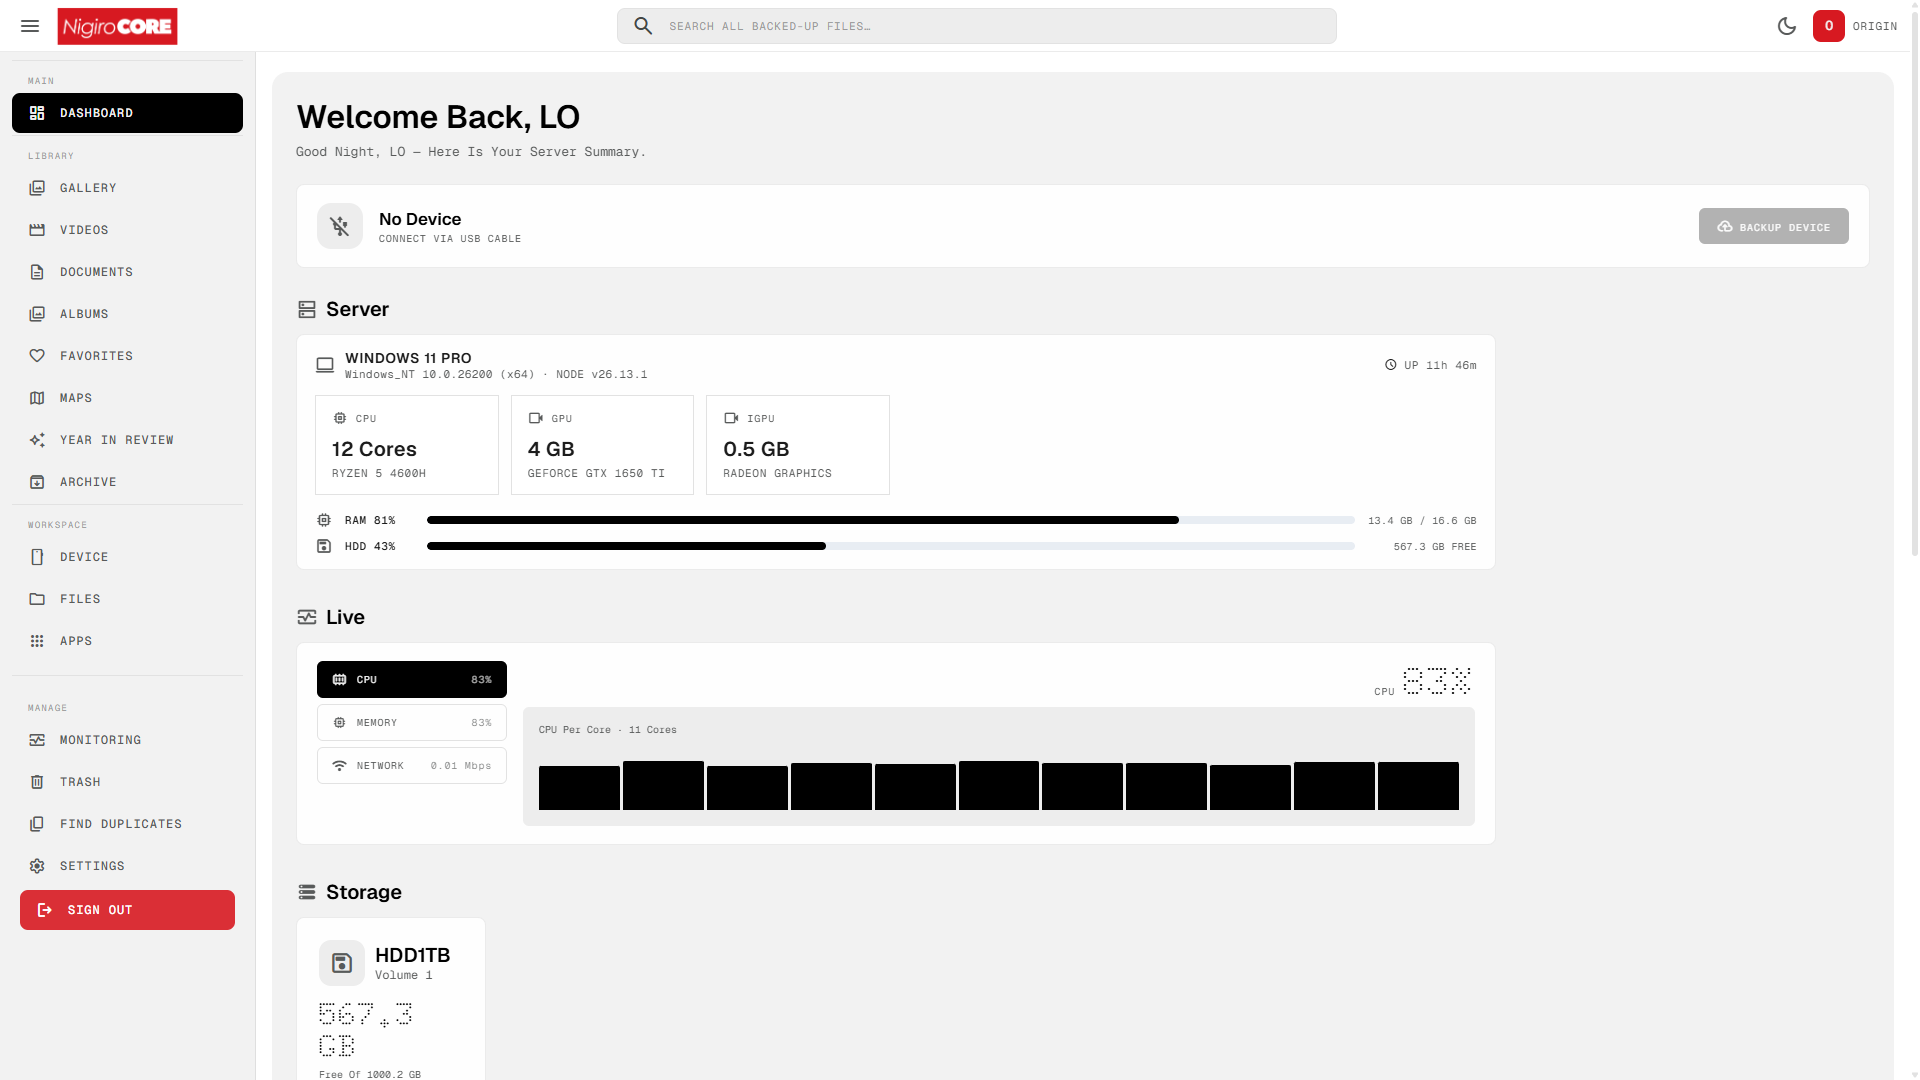 NigiroCORE
SEARCH ALL BACKED-UP FILES…
O
ORIGIN
MAIN
DASHBOARD
LIBRARY
GALLERY
VIDEOS
DOCUMENTS
ALBUMS
FAVORITES
MAPS
YEAR IN REVIEW
ARCHIVE
WORKSPACE
DEVICE
FILES
APPS
MANAGE
MONITORING
TRASH
FIND DUPLICATES
SETTINGS
SIGN OUT
Welcome Back, LO
Good Night, LO — Here Is Your Server Summary.
No Device
CONNECT VIA USB CABLE
BACKUP DEVICE
Server
WINDOWS 11 PRO
Windows_NT 10.0.26200 (x64) · NODE v26.13.1
UP 11h 46m
CPU
12 Cores
RYZEN 5 4600H
GPU
4 GB
GEFORCE GTX 1650 TI
IGPU
0.5 GB
RADEON GRAPHICS
RAM 81%
13.4 GB / 16.6 GB
HDD 43%
567.3 GB FREE
Live
CPU 83%
MEMORY 83%
NETWORK 0.01 Mbps
CPU 83%
CPU Per Core · 11 Cores
Storage
HDD1TB
Volume 1
567.3
GB
Free Of 1000.2 GB